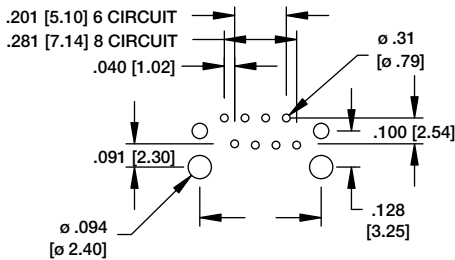 .201 [5.10] 6 CIRCUIT
.281 [7.14] 8 CIRCUIT
.040 [1.02]
ø .31
[ø .79]
.100 [2.54]
.091 [2.30]
ø .094
[ø 2.40]
.128
[3.25]